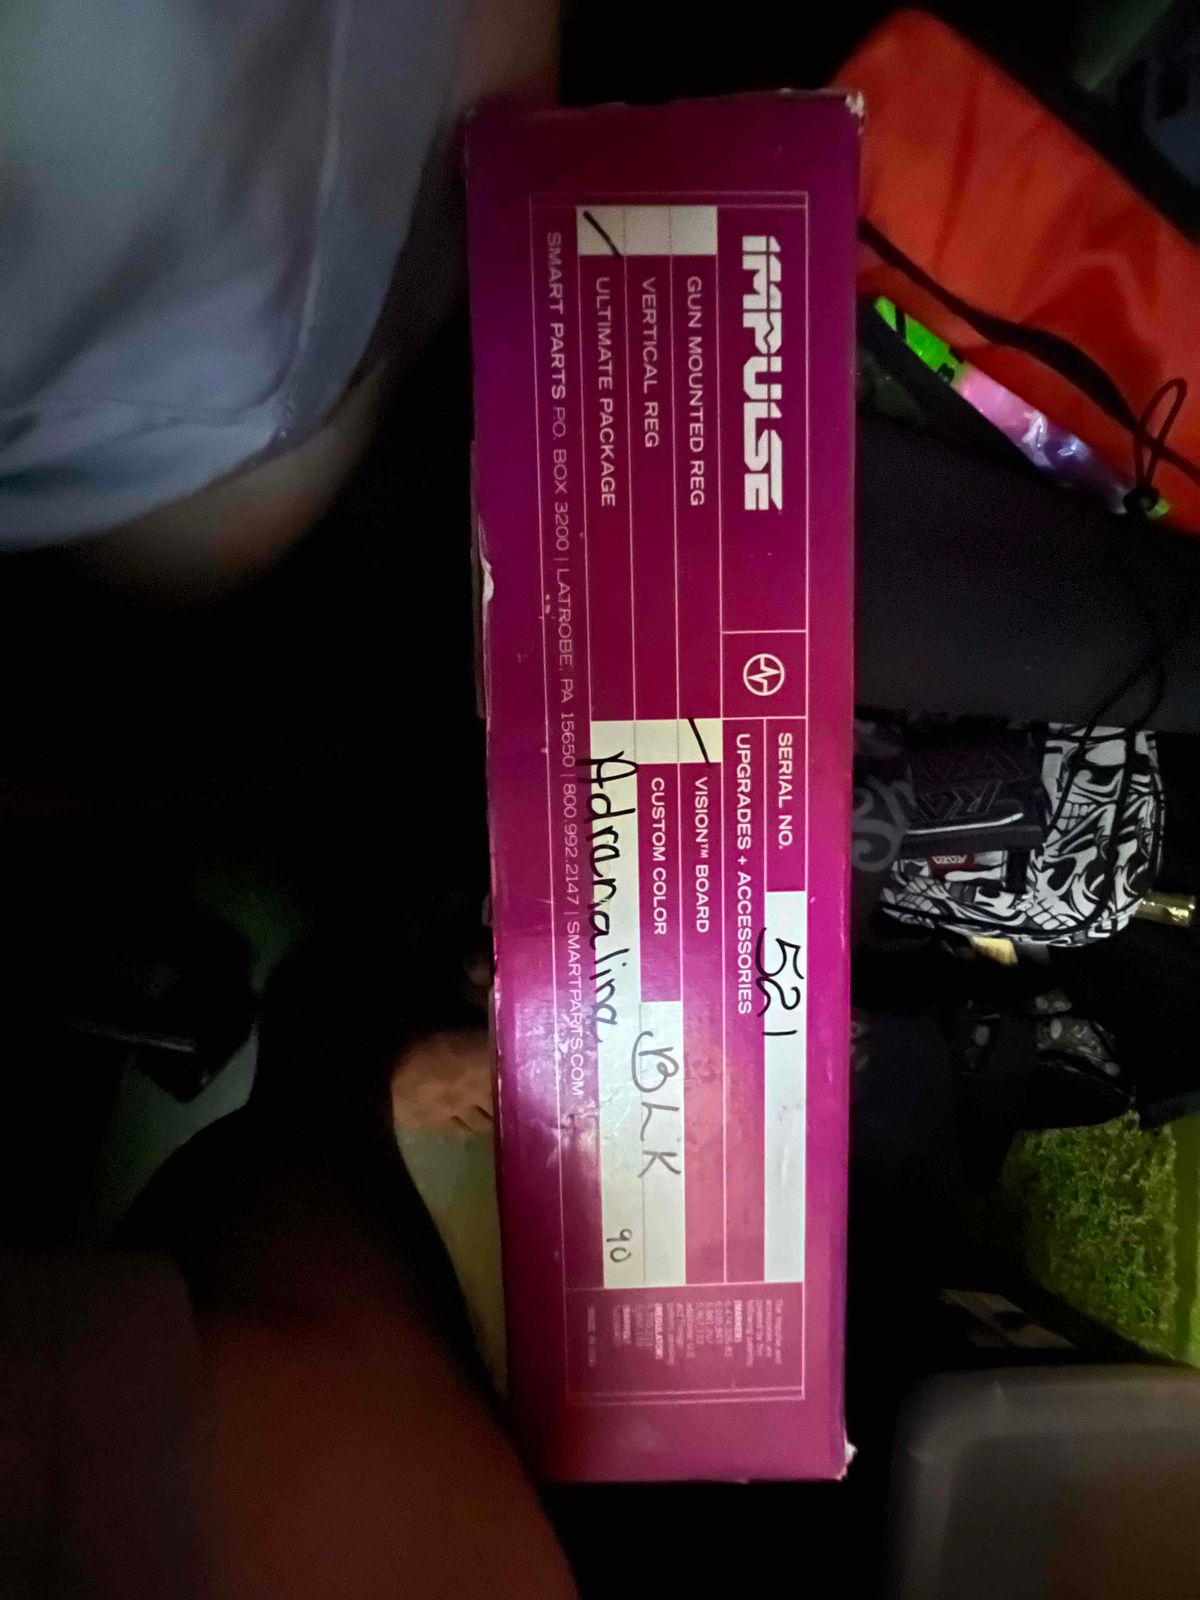 IMPULSE
GUN MOUNTED REG
VERTICAL REG
ULTIMATE PACKAGE
SERIAL NO. 521
UPGRADES + ACCESSORIES
VISION™ BOARD
CUSTOM COLOR BLK
Adrenaline 90
SMART PARTS P.O. BOX 3200 | LATROBE, PA 15650 | 800.992.2147 | SMARTPARTS.COM